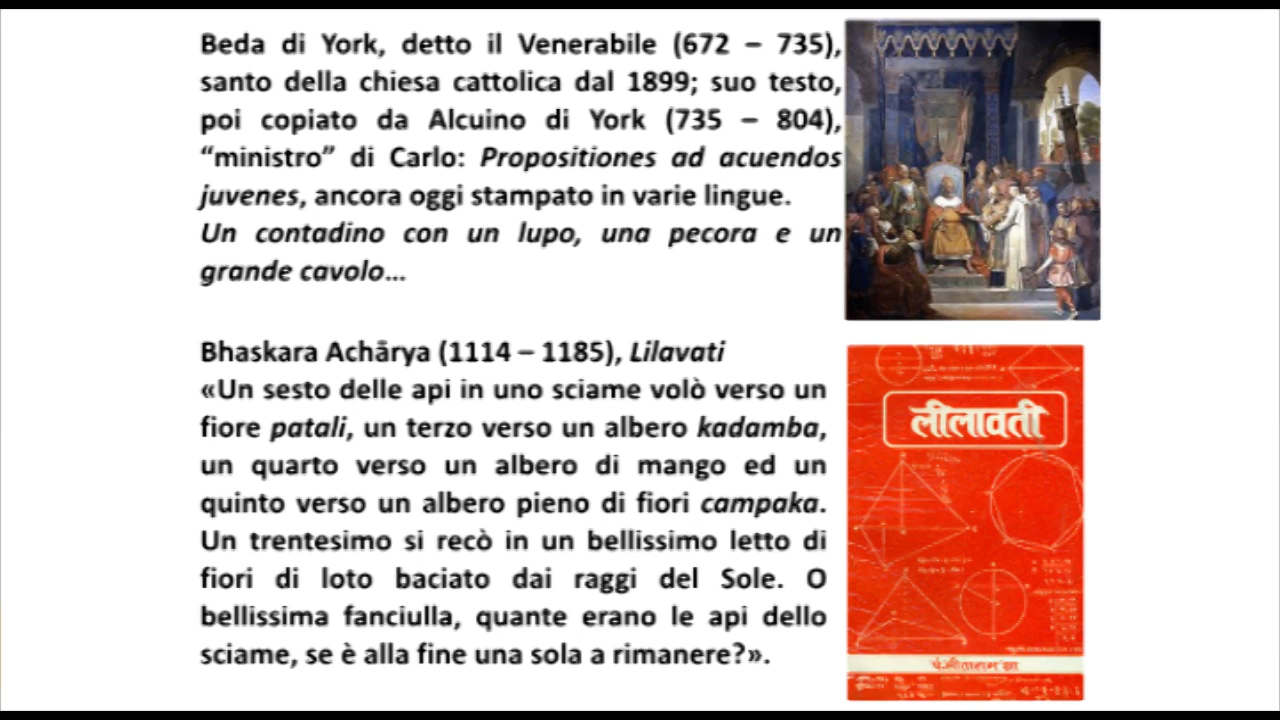 Beda di York, detto il Venerabile (672 – 735),
santo della chiesa cattolica dal 1899; suo testo,
poi copiato da Alcuino di York (735 – 804),
“ministro” di Carlo: Propositiones ad acuendos
juvenes, ancora oggi stampato in varie lingue.
Un contadino con un lupo, una pecora e un
grande cavolo...
Bhaskara Achārya (1114 – 1185), Lilavati
«Un sesto delle api in uno sciame volò verso un
fiore patali, un terzo verso un albero kadamba,
un quarto verso un albero di mango ed un
quinto verso un albero pieno di fiori campaka.
Un trentesimo si recò in un bellissimo letto di
fiori di loto baciato dai raggi del Sole. O
bellissima fanciulla, quante erano le api dello
sciame, se è alla fine una sola a rimanere?».
लीलावती